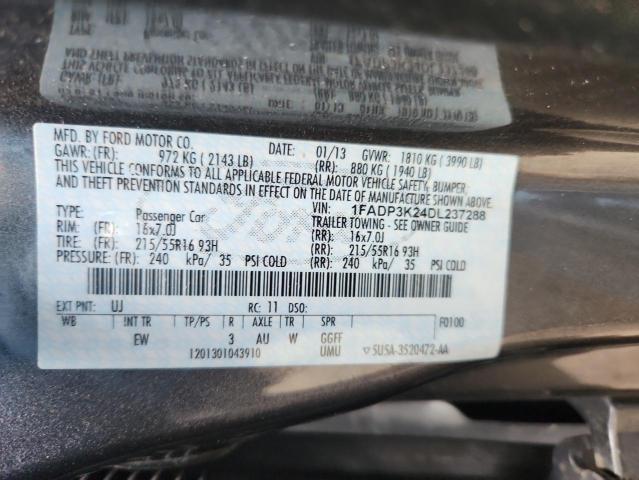 MFD. BY FORD MOTOR CO. DATE: 01/13 GVWR: 1810 KG ( 3990 LB)
GAWR: (FR): 972 KG ( 2143 LB) (RR): 880 KG ( 1940 LB)
THIS VEHICLE CONFORMS TO ALL APPLICABLE FEDERAL MOTOR VEHICLE SAFETY, BUMPER,
AND THEFT PREVENTION STANDARDS IN EFFECT ON THE DATE OF MANUFACTURE SHOWN ABOVE.
VIN: 1FADP3K24DL237288
TYPE: Passenger Car TRAILER TOWING - SEE OWNER GUIDE
RIM: (FR): 16x7.0J (RR): 16x7.0J
TIRE: (FR): 215/55R16 93H (RR): 215/55R16 93H
PRESSURE: (FR): 240 kPa/ 35 PSI COLD (RR): 240 kPa/ 35 PSI COLD
EXT PNT: UJ RC: 11 DSO: F0100
WB INT TR TP/PS R AXLE TR SPR
EW 3 AU W GGFF
1201301043910 UMU 5U5A-3520472-AA